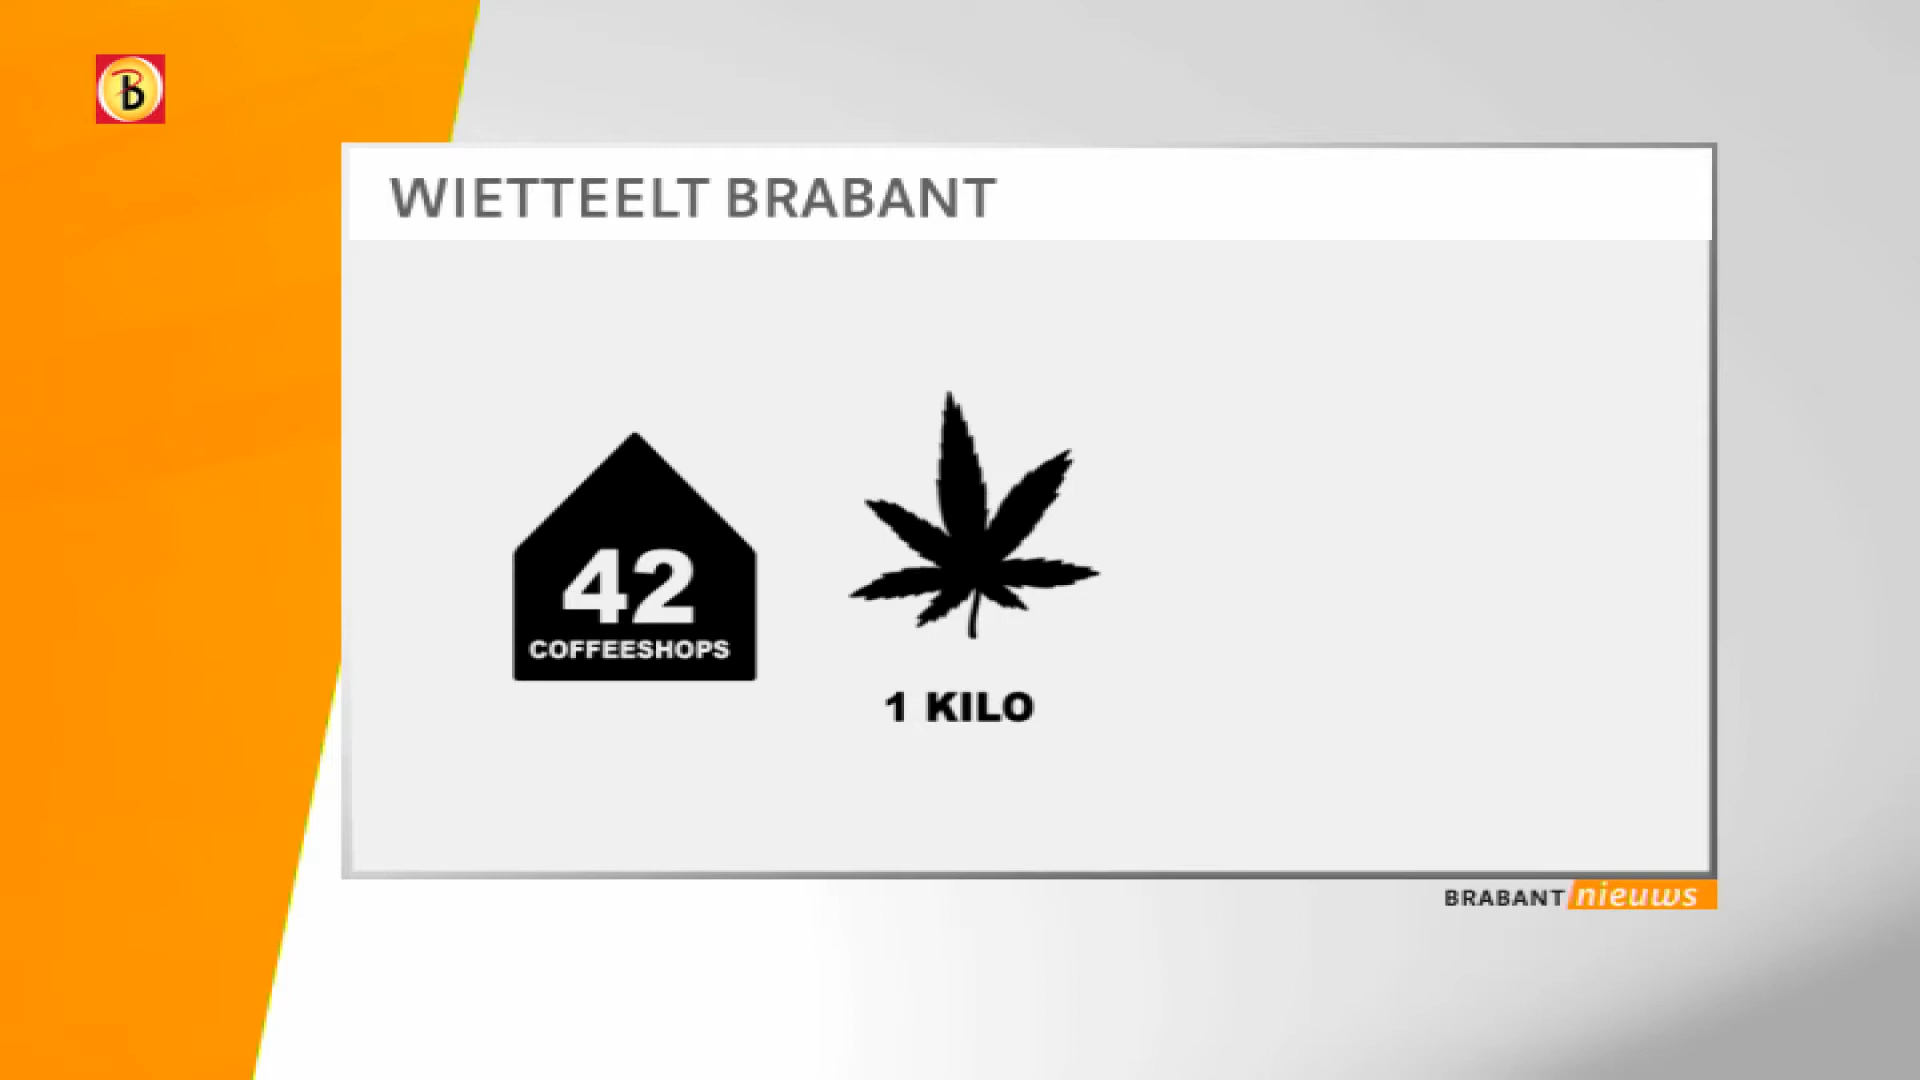 B
WIETTEELT BRABANT
42
COFFEESHOPS
1 KILO
BRABANT nieuws